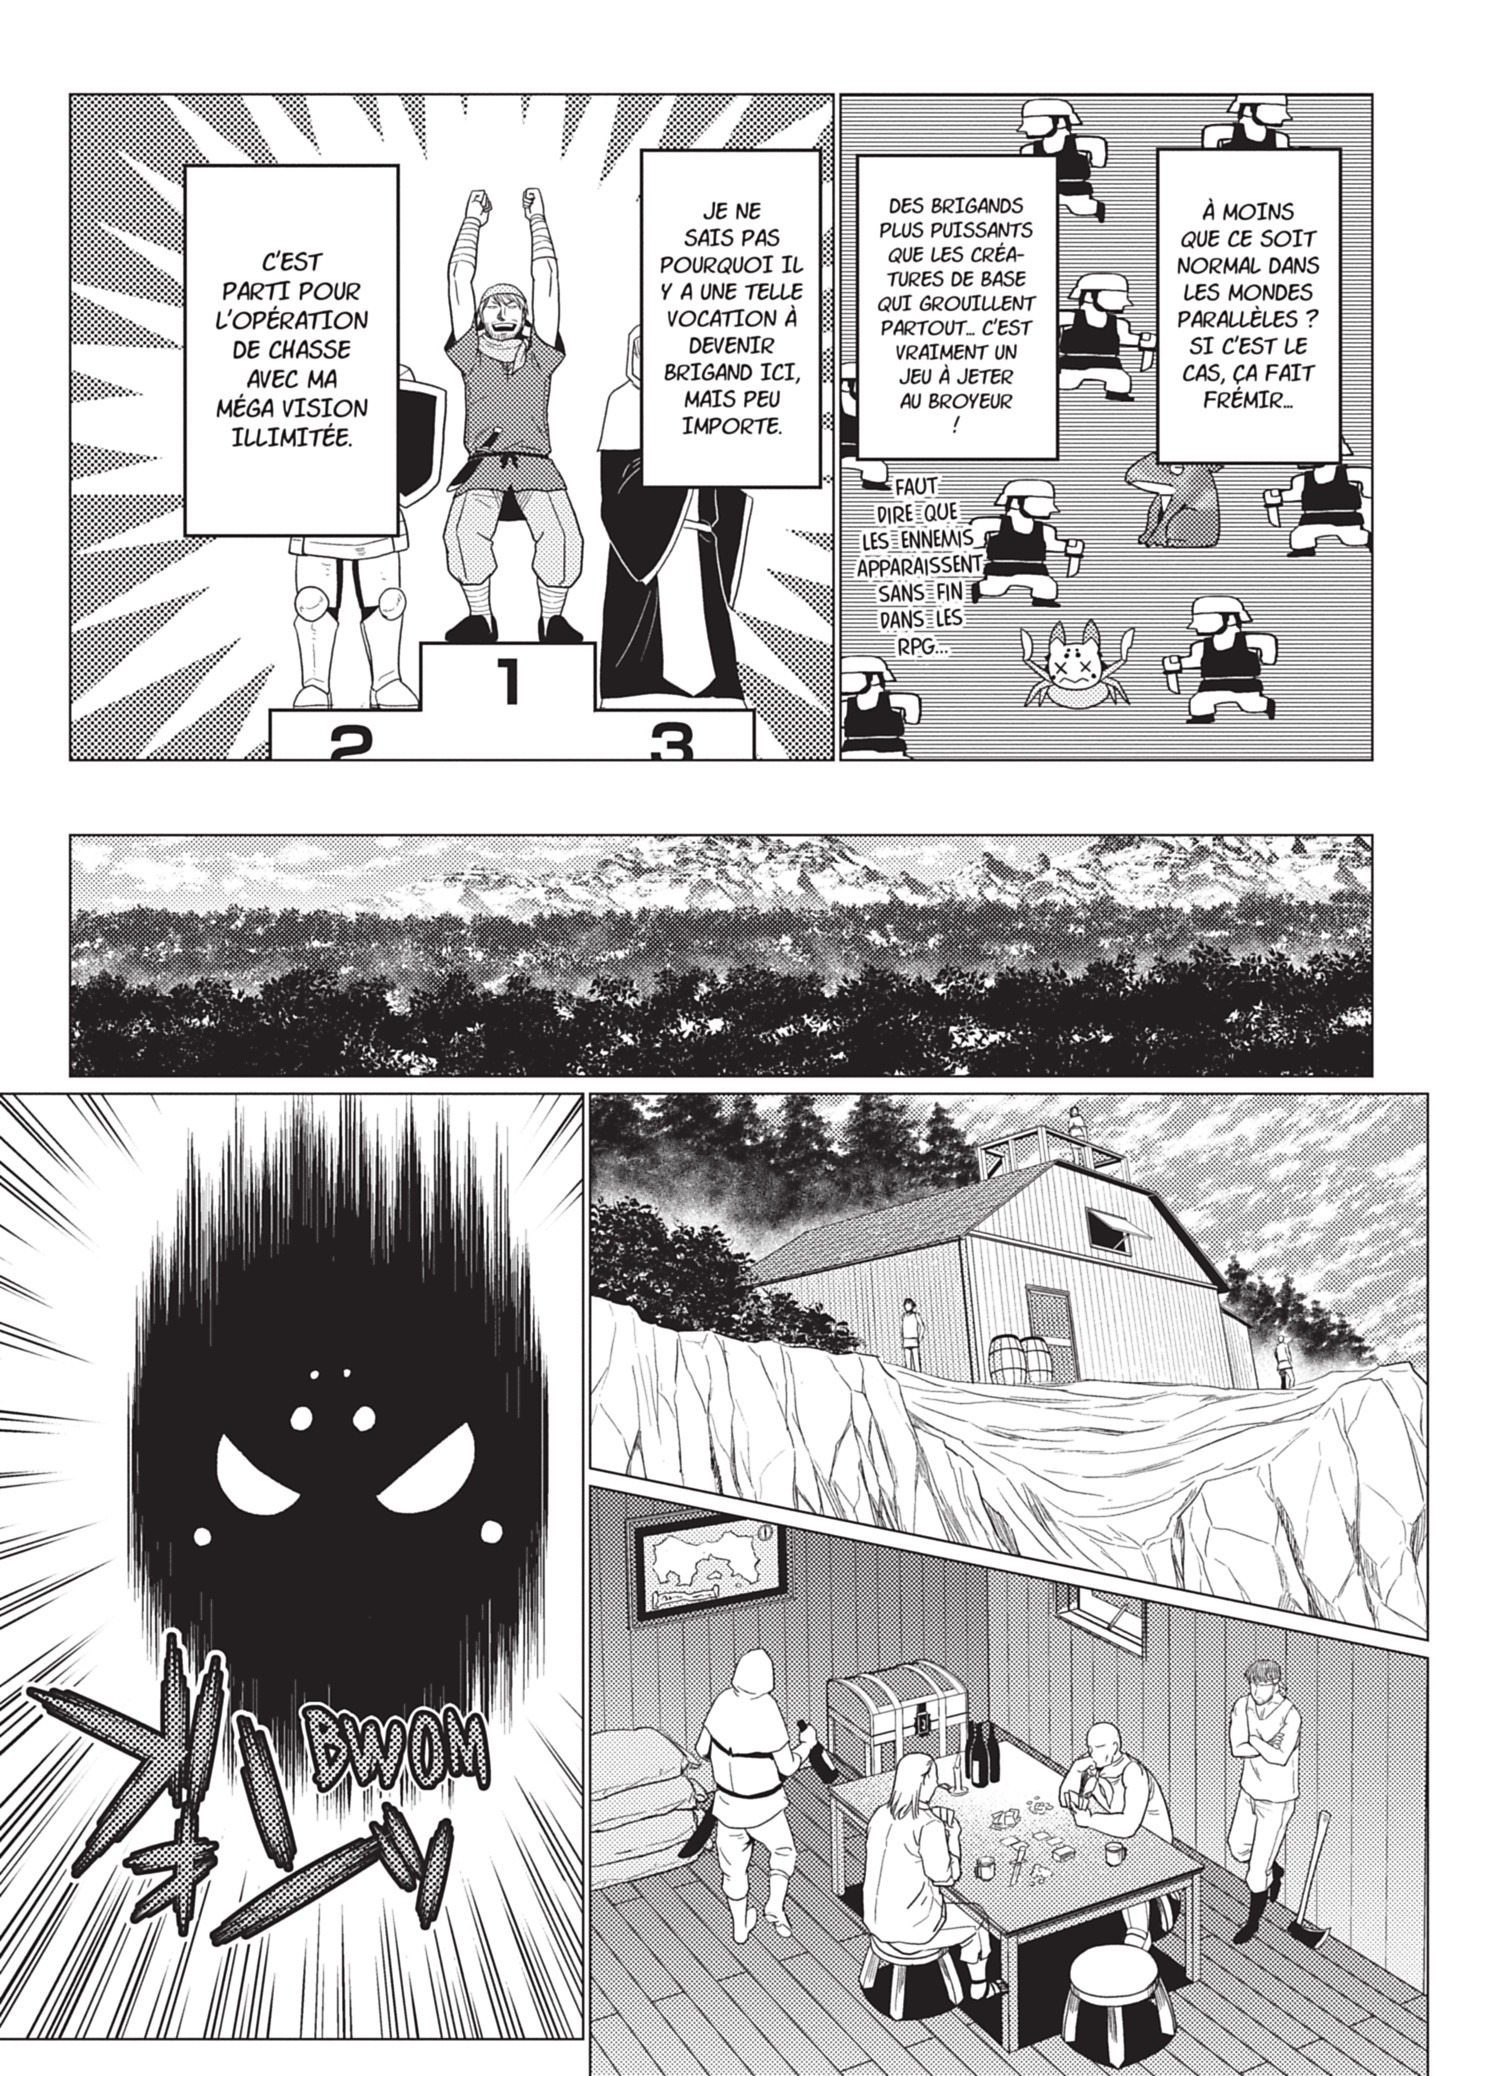 À MOINS
QUE CE SOIT
NORMAL DANS
LES MONDES
PARALLÈLES ?
SI C'EST LE
CAS, ÇA FAIT
FRÉMIR...
DES BRIGANDS
PLUS PUISSANTS
QUE LES CRÉA-
TURES DE BASE
QUI GROUILLENT
PARTOUT... C'EST
VRAIMENT UN
JEU À JETER
AU BROYEUR
!
FAUT
DIRE QUE
LES ENNEMIS
APPARAISSENT
SANS FIN
DANS LES
RPG...
JE NE
SAIS PAS
POURQUOI IL
Y A UNE TELLE
VOCATION À
DEVENIR
BRIGAND ICI,
MAIS PEU
IMPORTE.
C'EST
PARTI POUR
L'OPÉRATION
DE CHASSE
AVEC MA
MÉGA VISION
ILLIMITÉE.
1
2
3
BWOM